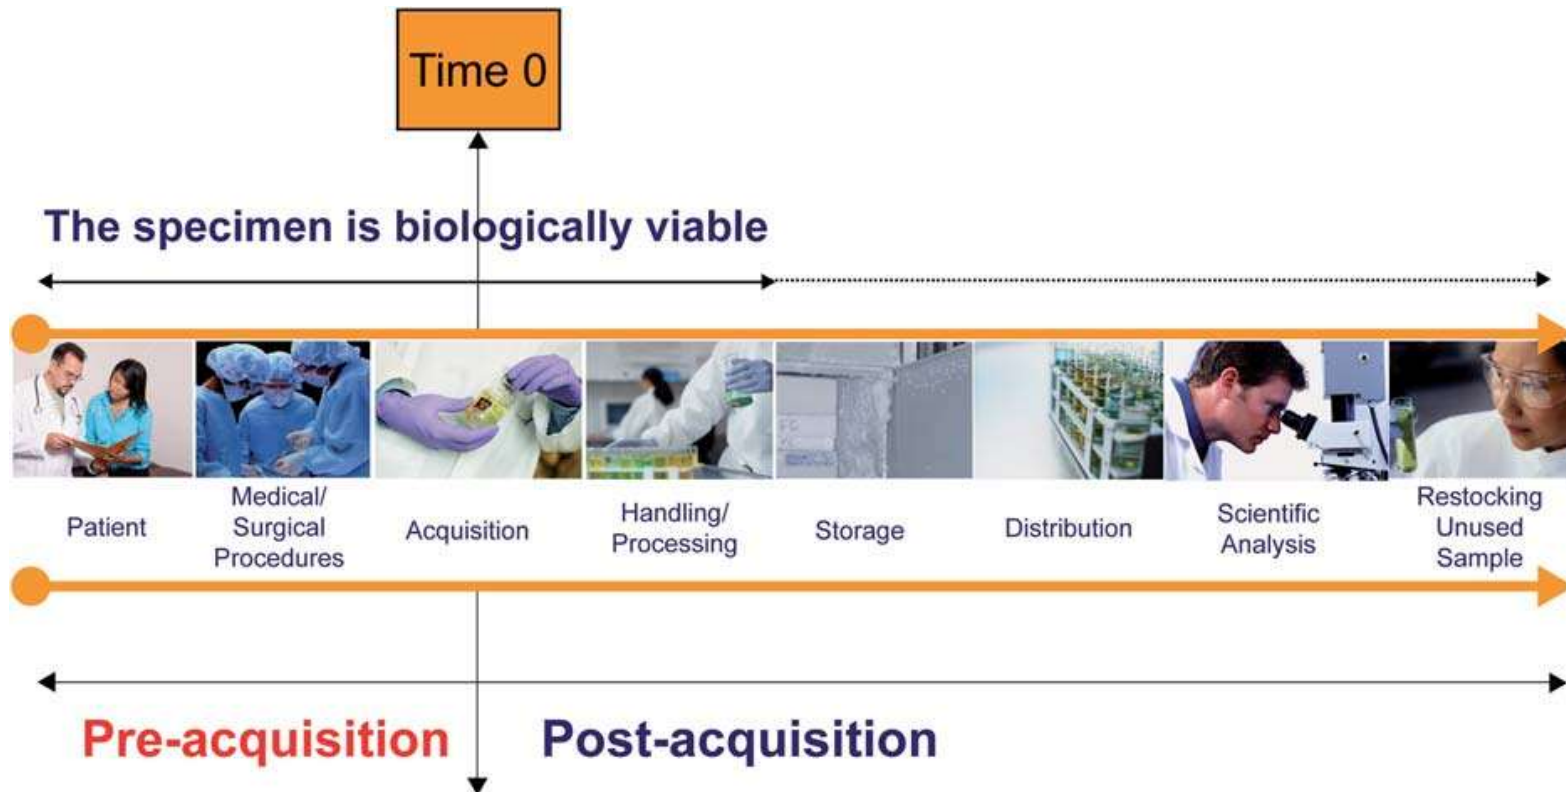 Time 0
The specimen is biologically viable
Patient
Medical/
Surgical
Procedures
Acquisition
Handling/
Processing
Storage
Distribution
Scientific
Analysis
Restocking
Unused
Sample
Pre-acquisition
Post-acquisition